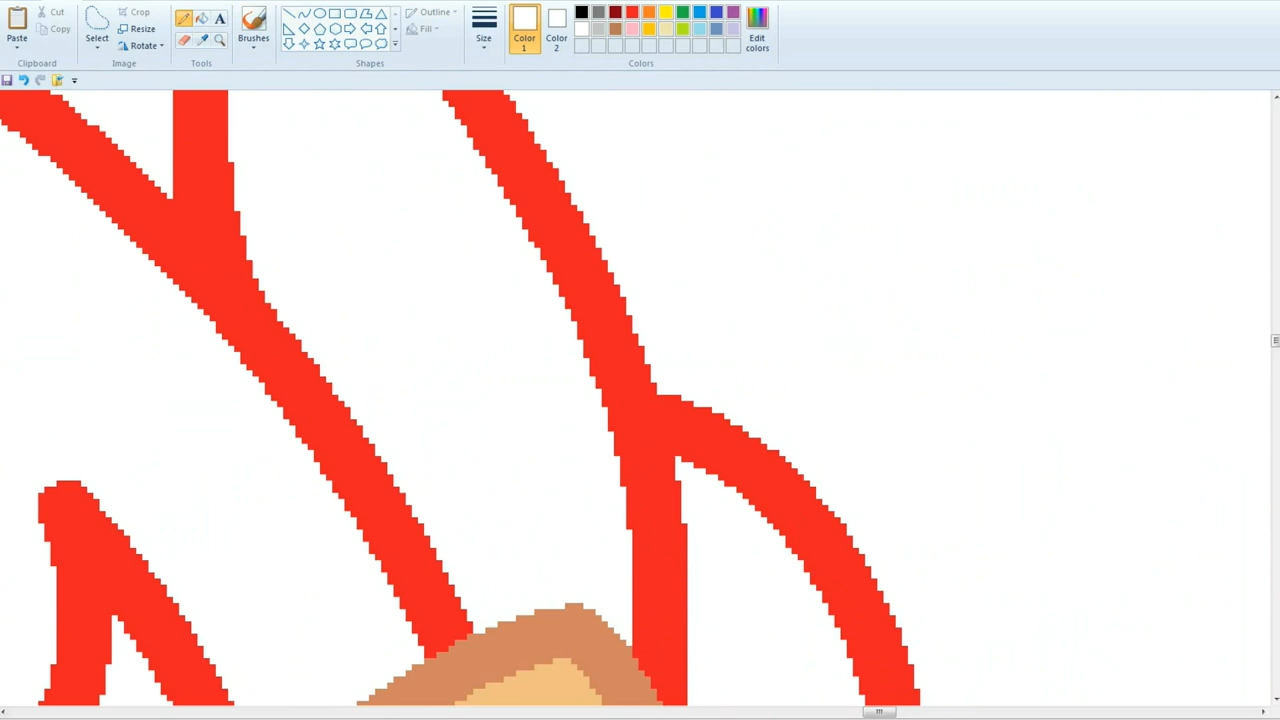 Paste
Cut
Copy
Clipboard
Select
Crop
Resize
Rotate
Image
A
Tools
Brushes
Outline
Fill
Shapes
Size
Color 1
Color 2
Edit colors
Colors